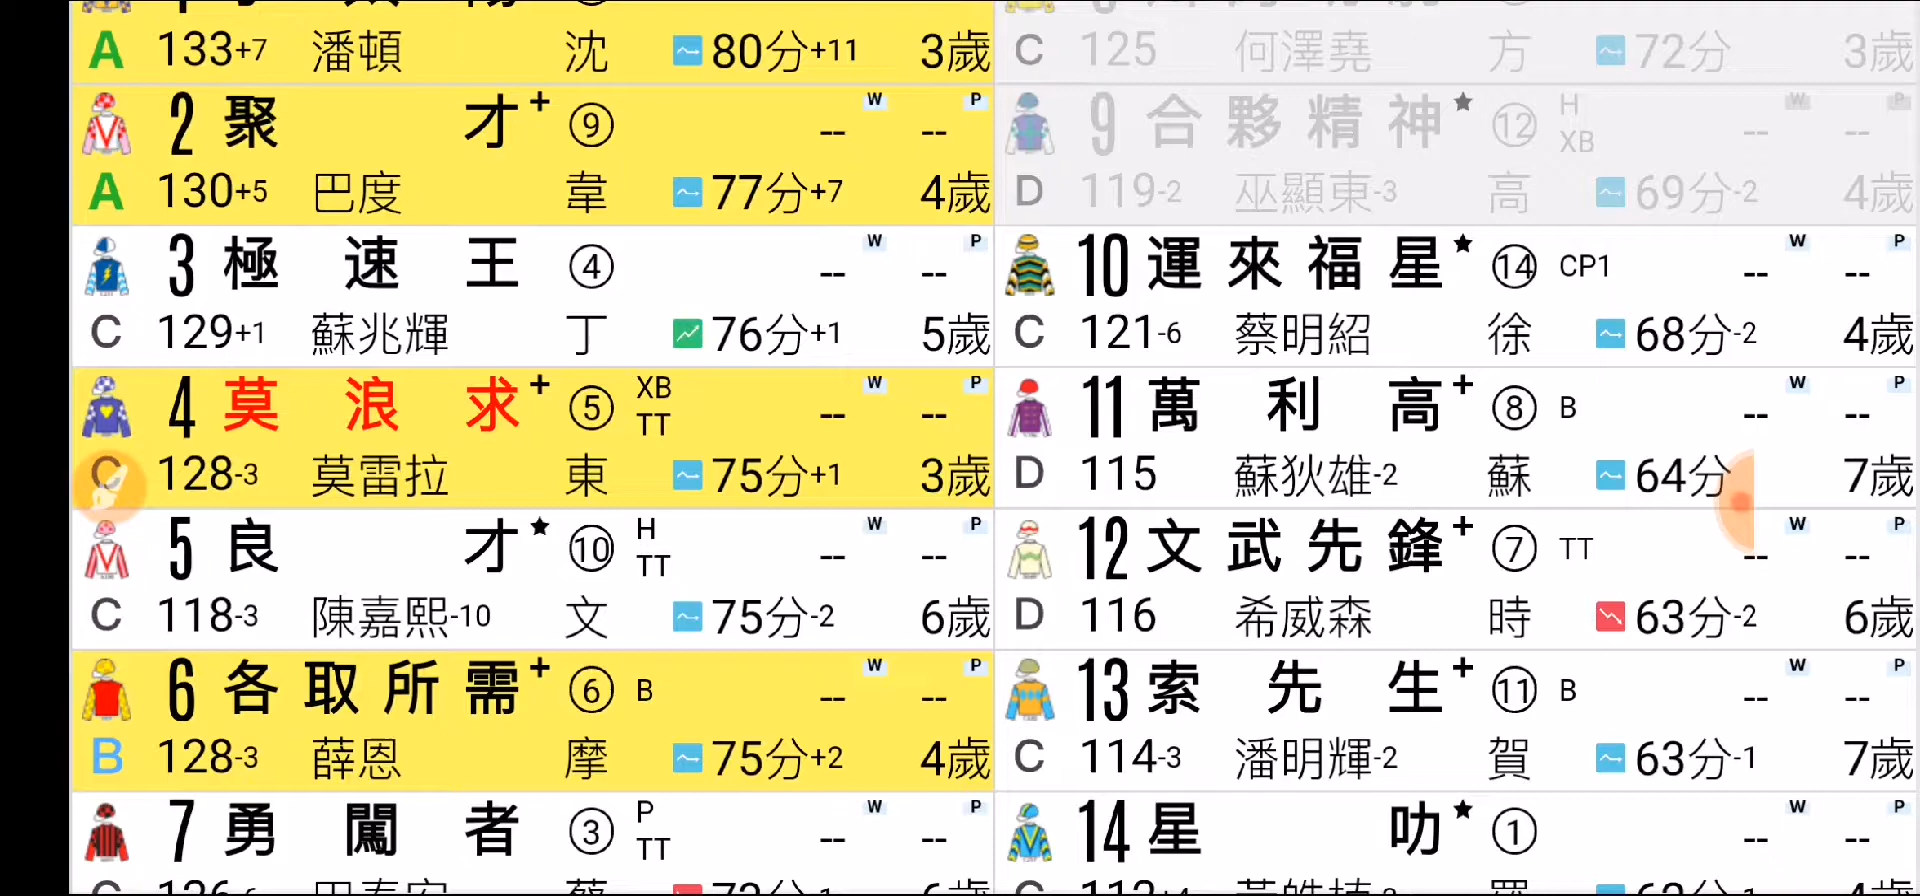 A 133+7 潘頓 沈 80分+11 3歲
2 聚才+ ⑨ W -- P --
A 130+5 巴度 韋 77分+7 4歲
3 極速王 ④ W -- P --
C 129+1 蘇兆輝 丁 76分+1 5歲
4 莫浪求+ ⑤ XB TT W -- P --
C 128-3 莫雷拉 東 75分+1 3歲
5 良才★ ⑩ H TT W -- P --
C 118-3 陳嘉熙-10 文 75分-2 6歲
6 各取所需+ ⑥ B W -- P --
B 128-3 薛恩 摩 75分+2 4歲
7 勇闖者 ③ P TT W -- P --
C 125 何澤堯 方 72分 3歲
9 合夥精神★ ⑫ H XB W -- P --
D 119-2 巫顯東-3 高 69分-2 4歲
10 運來福星★ ⑭ CP1 W -- P --
C 121-6 蔡明紹 徐 68分-2 4歲
11 萬利高+ ⑧ B W -- P --
D 115 蘇狄雄-2 蘇 64分 7歲
12 文武先鋒+ ⑦ TT W -- P --
D 116 希威森 時 63分-2 6歲
13 索先生+ ⑪ B W -- P --
C 114-3 潘明輝-2 賀 63分-1 7歲
14 星叻★ ① W -- P --